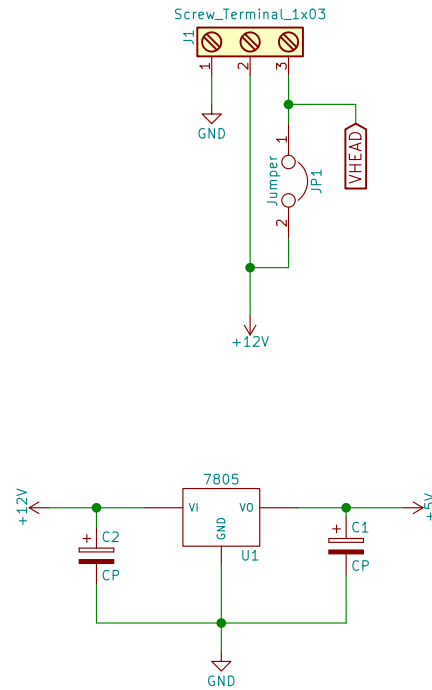 Screw_Terminal_1x03
J1
1
2
3
GND
VHEAD
1
Jumper
JP1
2
+12V
7805
+12V
VI
VO
GND
+5V
+
C2
CP
U1
+
C1
CP
GND